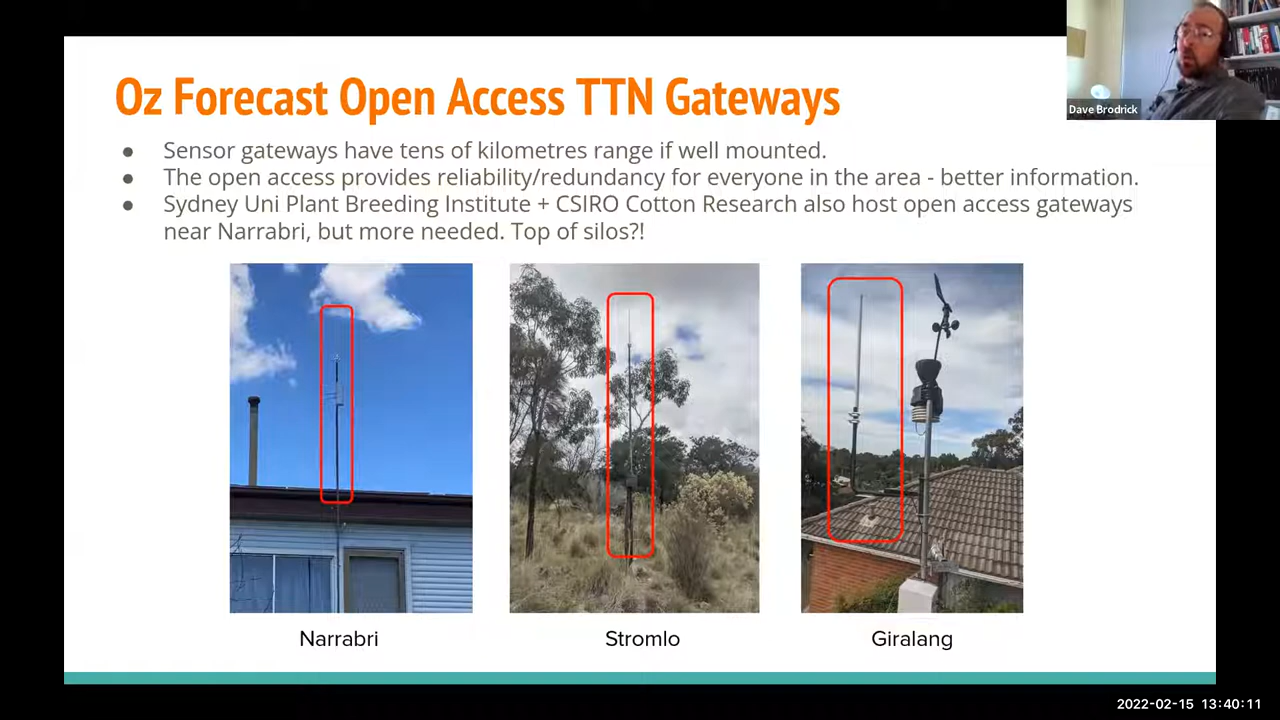 Oz Forecast Open Access TTN Gateways
Dave Brodrick
● Sensor gateways have tens of kilometres range if well mounted.
● The open access provides reliability/redundancy for everyone in the area - better information.
● Sydney Uni Plant Breeding Institute + CSIRO Cotton Research also host open access gateways
near Narrabri, but more needed. Top of silos?!
Narrabri
Stromlo
Giralang
2022-02-15 13:40:11